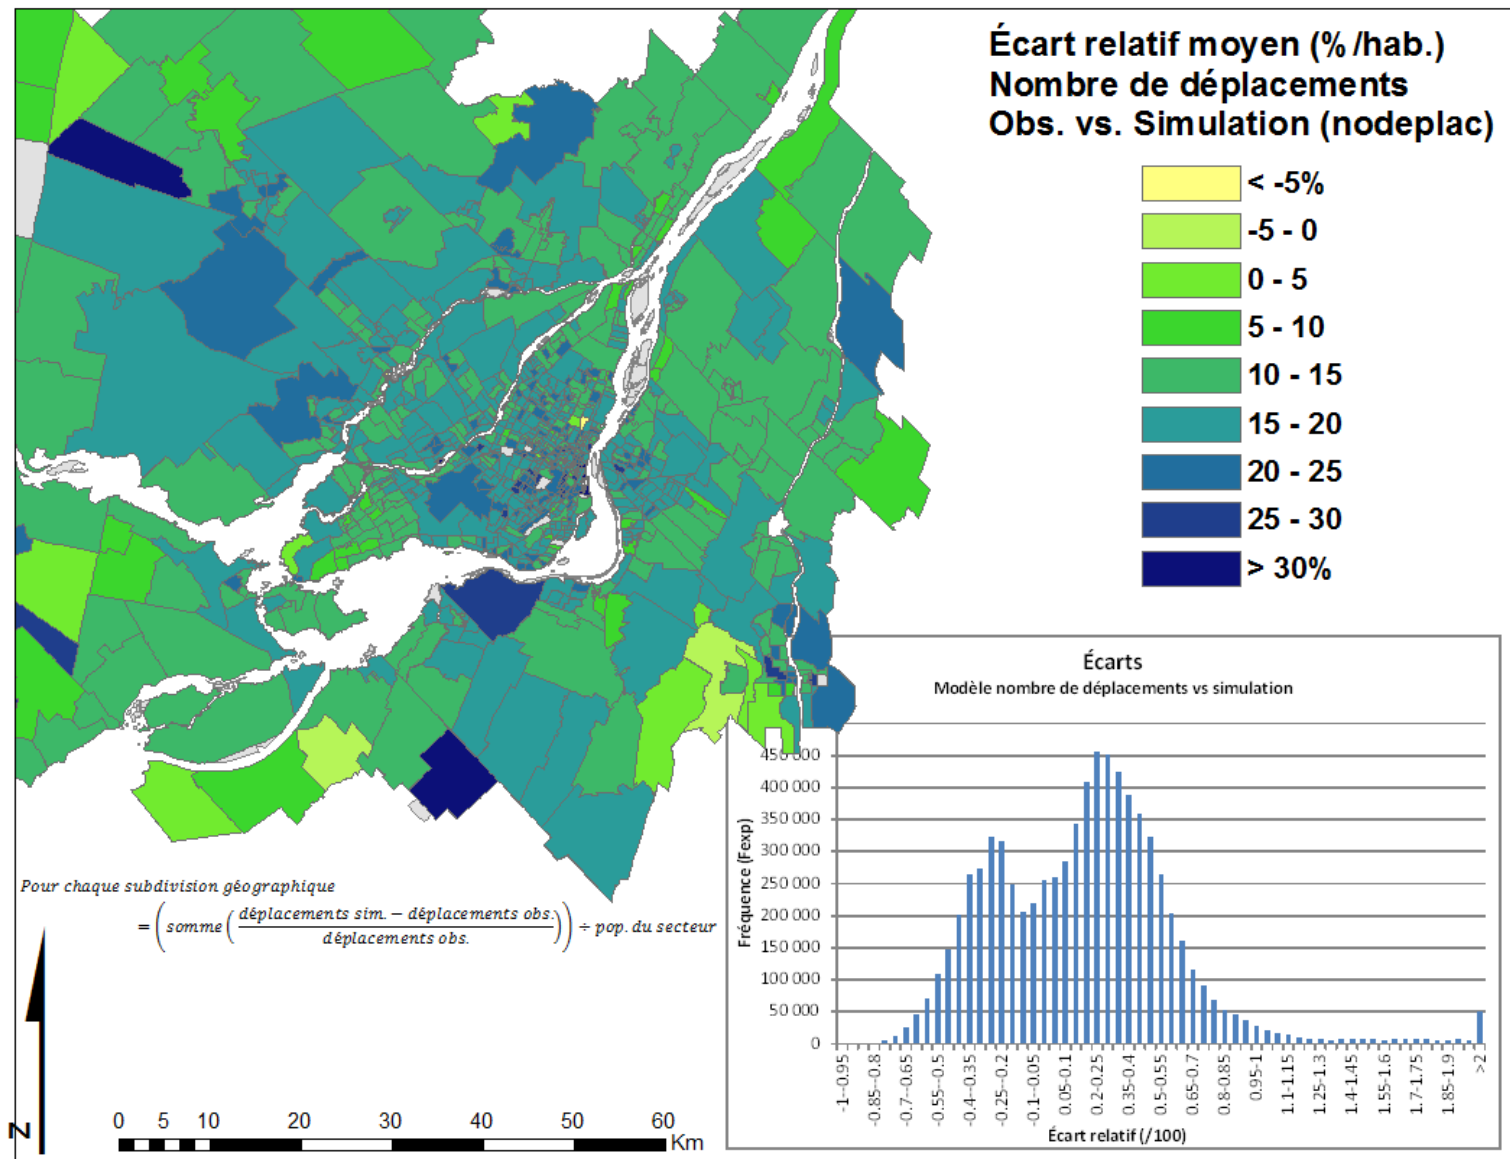 Écart relatif moyen (% /hab.)
Nombre de déplacements
Obs. vs. Simulation (nodeplac)
< -5%
-5 - 0
0 - 5
5 - 10
10 - 15
15 - 20
20 - 25
25 - 30
> 30%
Pour chaque subdivision géographique
= (somme (déplacements sim. − déplacements obs.
déplacements obs.)) ÷ pop. du secteur
Z
0 5 10 20 30 40 50 60
Km
Écarts
Modèle nombre de déplacements vs simulation
Fréquence (Fexp)
450 000
400 000
350 000
300 000
250 000
200 000
150 000
100 000
50 000
0
-1--0.95
-0.85--0.8
-0.7--0.65
-0.55--0.5
-0.4--0.35
-0.25--0.2
-0.1--0.05
0.05-0.1
0.2-0.25
0.35-0.4
0.5-0.55
0.65-0.7
0.8-0.85
0.95-1
1.1-1.15
1.25-1.3
1.4-1.45
1.55-1.6
1.7-1.75
1.85-1.9
>2
Écart relatif (/100)